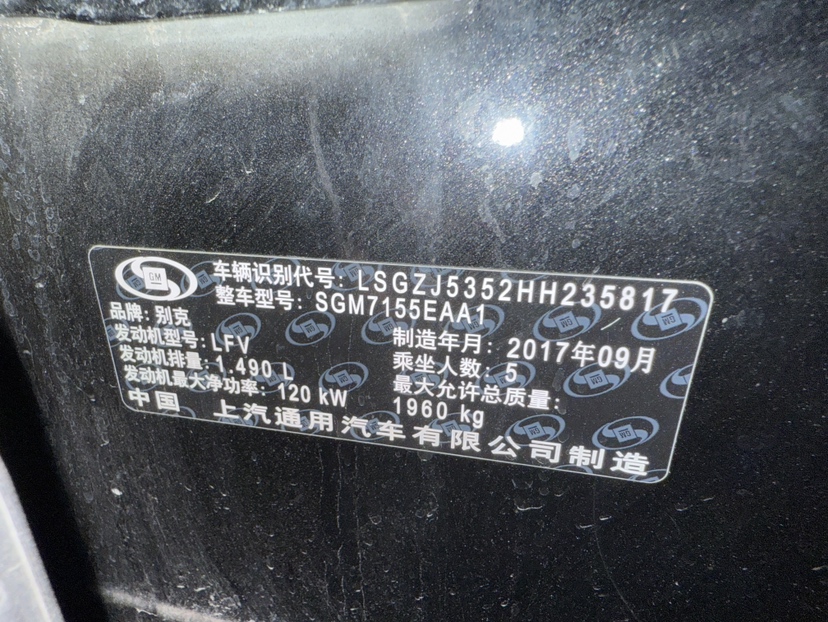 GM
车辆识别代号: LSGZJ5352HH235817
整车型号: SGM7155EAA1
品牌: 别克
发动机型号: LFV
制造年月: 2017年09月
发动机排量: 1.490 L
乘坐人数: 5
发动机最大净功率: 120 kW
最大允许总质量:
1960 kg
中国 上汽通用汽车有限公司制造